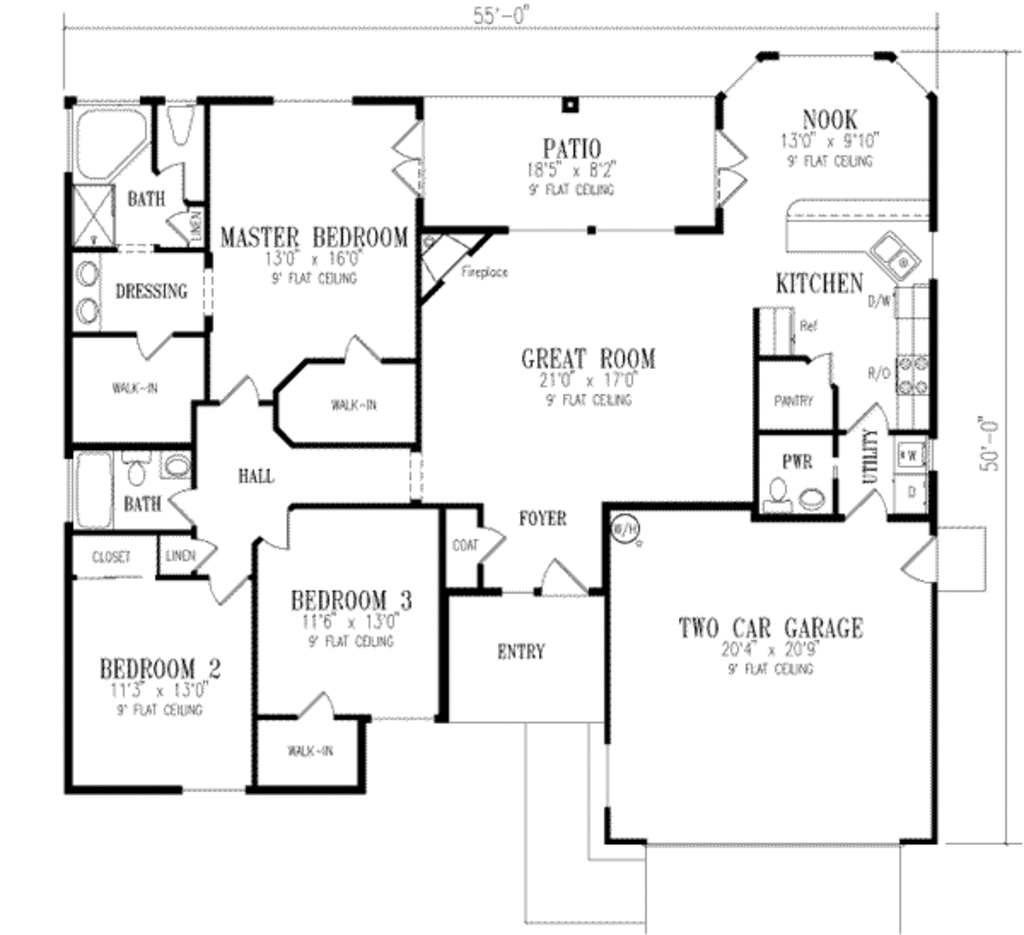 55'-0"
NOOK
13'0" x 9'10"
9' FLAT CEILING
PATIO
18'5" x 8'2"
9' FLAT CEILING
BATH
LINEN
MASTER BEDROOM
13'0" x 16'0"
9' FLAT CEILING
Fireplace
DRESSING
KITCHEN
D/W
Ref
GREAT ROOM
21'0" x 17'0"
9' FLAT CEILING
R/O
WALK-IN
WALK-IN
PANTRY
50'-0"
UTILITY
W
D
PWR
HALL
BATH
FOYER
W/H
COAT
CLOSET
LINEN
BEDROOM 3
11'6" x 13'0"
9' FLAT CEILING
TWO CAR GARAGE
20'4" x 20'9"
9' FLAT CEILING
ENTRY
BEDROOM 2
11'3" x 13'0"
9' FLAT CEILING
WALK-IN